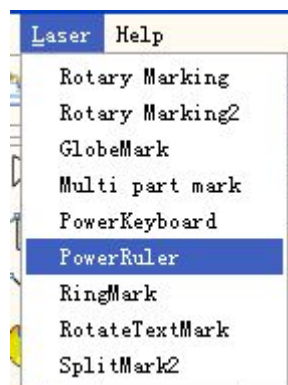 Laser Help
Rotary Marking
Rotary Marking2
GlobeMark
Multi part mark
PowerKeyboard
PowerRuler
RingMark
RotateTextMark
SplitMark2